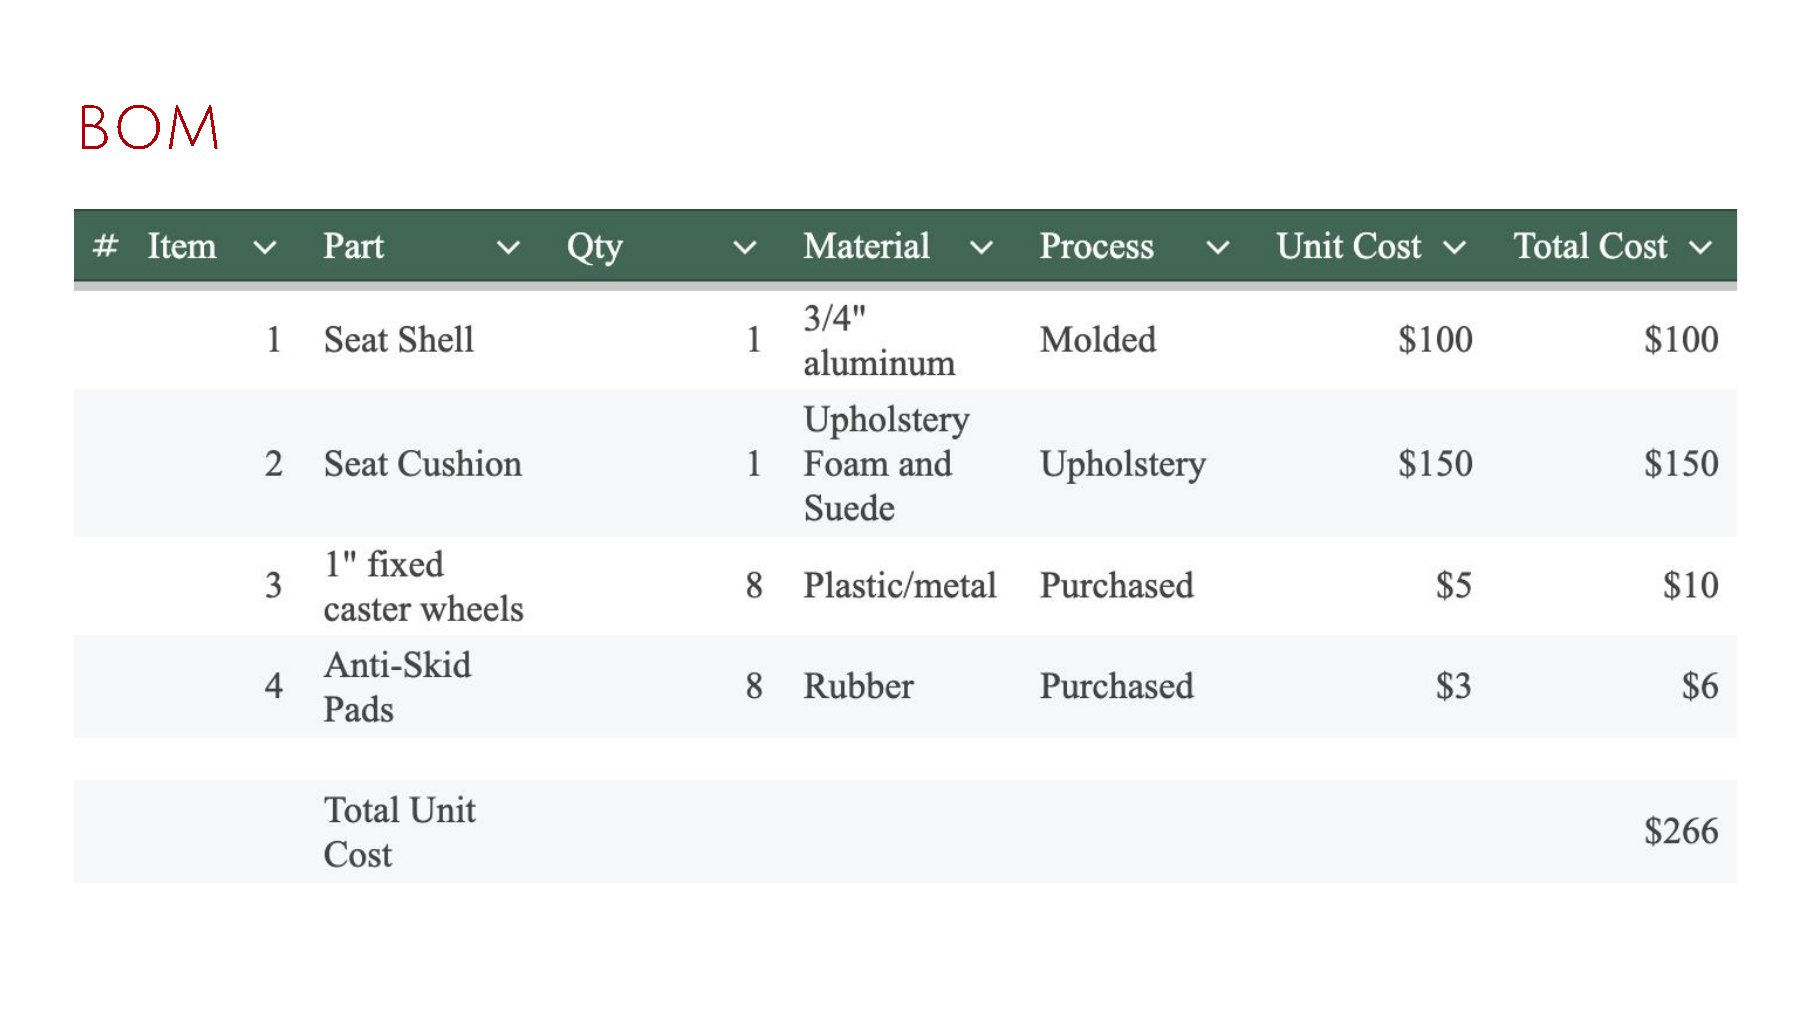 BOM
# Item Part Qty Material Process Unit Cost Total Cost
1 Seat Shell 1 3/4" aluminum Molded $100 $100
2 Seat Cushion 1 Upholstery Foam and Suede Upholstery $150 $150
3 1" fixed caster wheels 8 Plastic/metal Purchased $5 $10
4 Anti-Skid Pads 8 Rubber Purchased $3 $6
Total Unit Cost $266